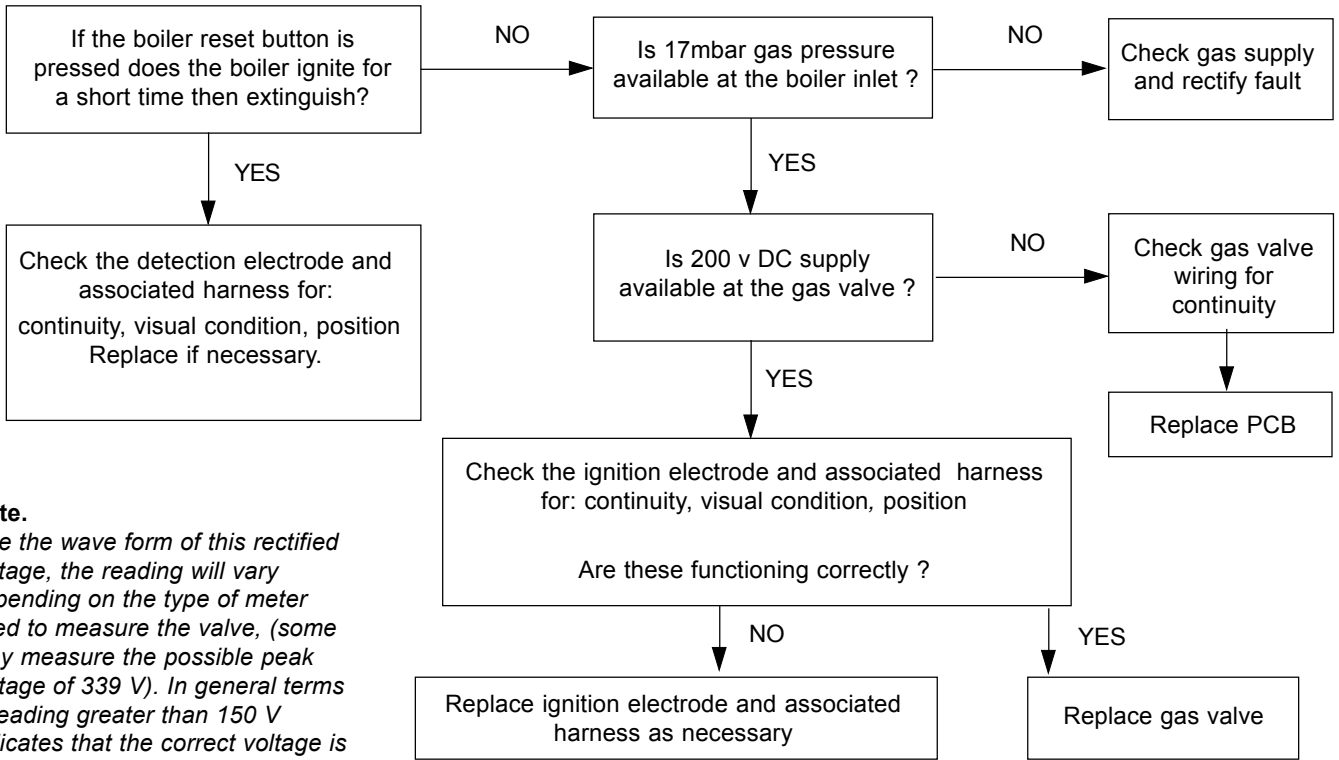 If the boiler reset button is
pressed does the boiler ignite for
a short time then extinguish?
NO
Is 17mbar gas pressure
available at the boiler inlet ?
NO
Check gas supply
and rectify fault
YES
YES
Check the detection electrode and
associated harness for:
continuity, visual condition, position
Replace if necessary.
Is 200 v DC supply
available at the gas valve ?
NO
Check gas valve
wiring for
continuity
YES
Replace PCB
Check the ignition electrode and associated harness
for: continuity, visual condition, position
Are these functioning correctly ?
NO
YES
Replace ignition electrode and associated
harness as necessary
Replace gas valve
the wave form of this rectified
the reading will vary
on the type of meter
to measure the valve, (some
measure the possible peak
of 339 V). In general terms
greater than 150 V
that the correct voltage is